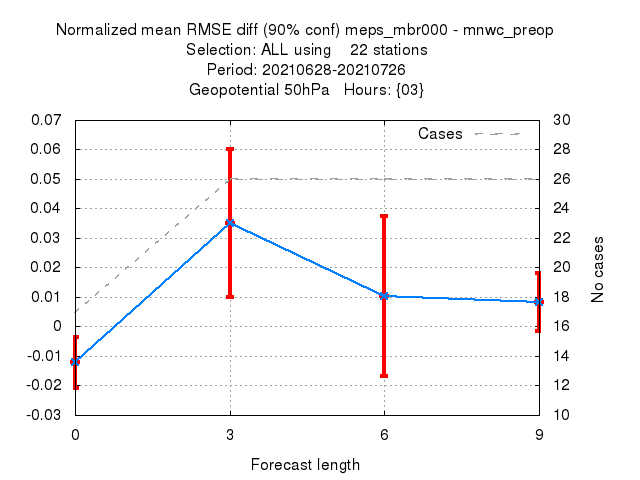 Normalized mean RMSE diff (90% conf) meps_mbr000 - mnwc_preop
Selection: ALL using    22 stations
Period: 20210628-20210726
Geopotential 50hPa   Hours: {03}
Cases
0.07
0.06
0.05
0.04
0.03
0.02
0.01
0
-0.01
-0.02
-0.03
30
28
26
24
22
20
18
16
14
12
10
No cases
0 3 6 9
Forecast length